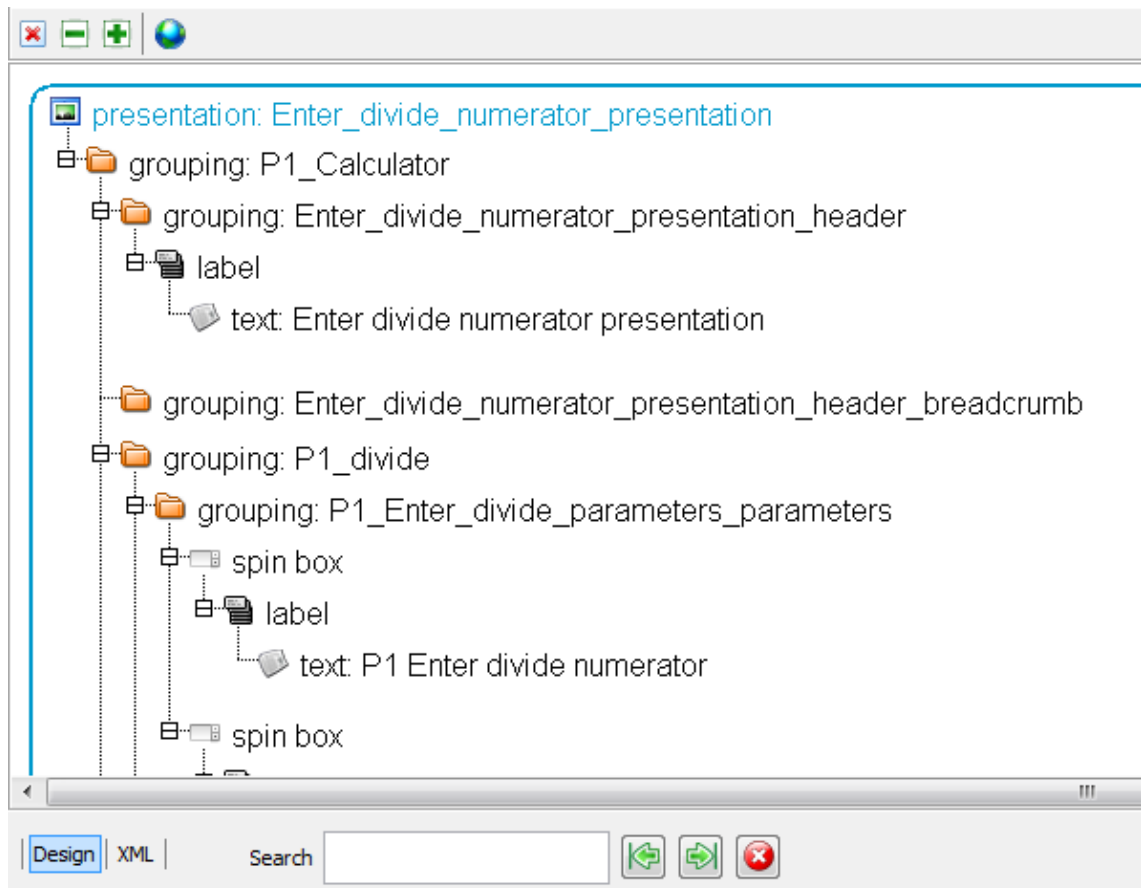 presentation: Enter_divide_numerator_presentation
grouping: P1_Calculator
grouping: Enter_divide_numerator_presentation_header
label
text: Enter divide numerator presentation
grouping: Enter_divide_numerator_presentation_header_breadcrumb
grouping: P1_divide
grouping: P1_Enter_divide_parameters_parameters
spin box
label
text: P1 Enter divide numerator
spin box
Design XML Search